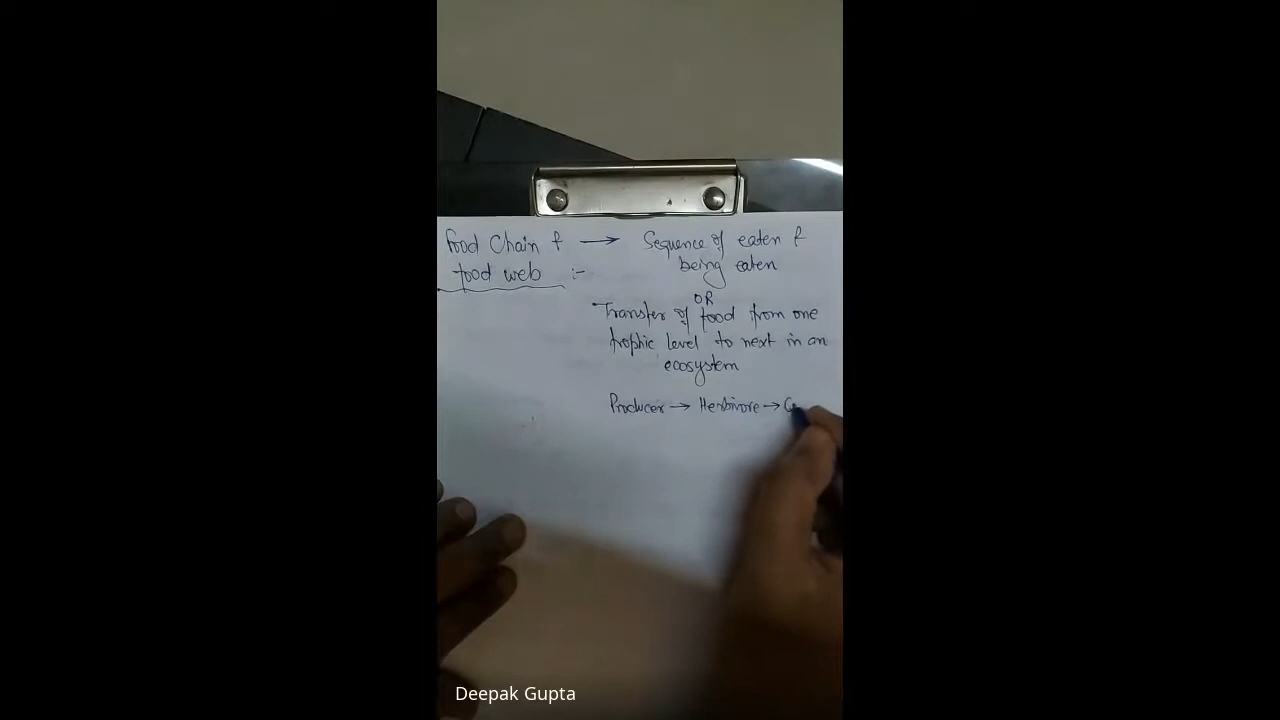 food Chain & → Sequence of eaten &
food web :- being eaten
OR
Transfer of food from one
trophic level to next in an
ecosystem
Producer → Herbivore → C
Deepak Gupta